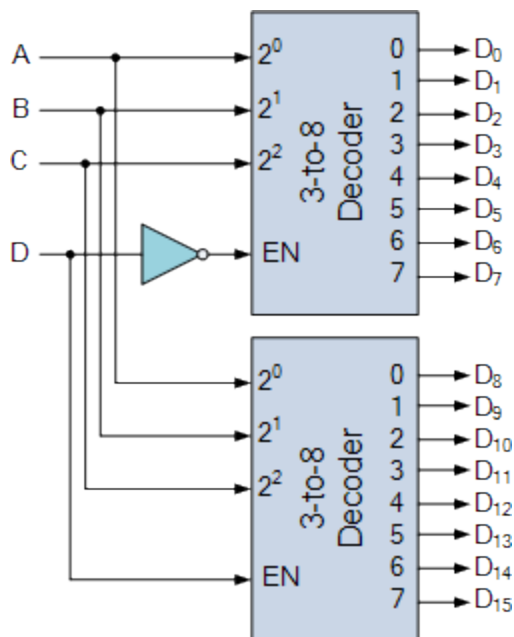 A 2⁰ 0 D₀
1 D₁
B 2¹ 2 D₂
3 D₃
C 2² 4 D₄
5 D₅
D EN 6 D₆
7 D₇
3-to-8
Decoder
2⁰ 0 D₈
1 D₉
2¹ 2 D₁₀
3 D₁₁
2² 4 D₁₂
5 D₁₃
EN 6 D₁₄
7 D₁₅
3-to-8
Decoder